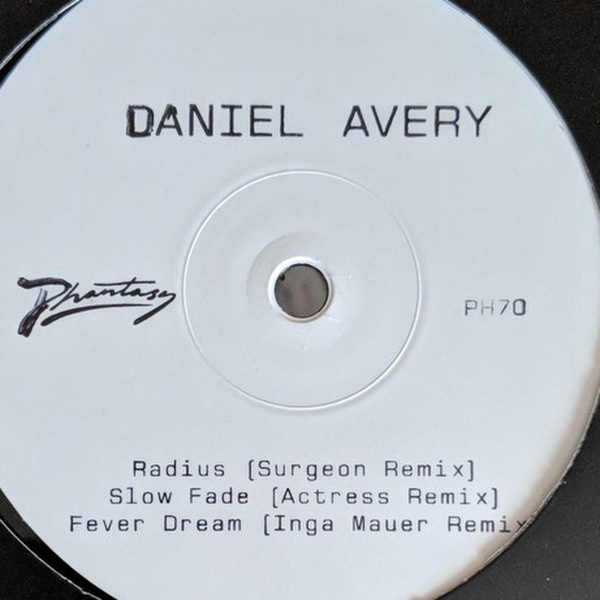 DANIEL AVERY
Phantasy
PH70
Radius [Surgeon Remix]
Slow Fade [Actress Remix]
Fever Dream [Inga Mauer Remix